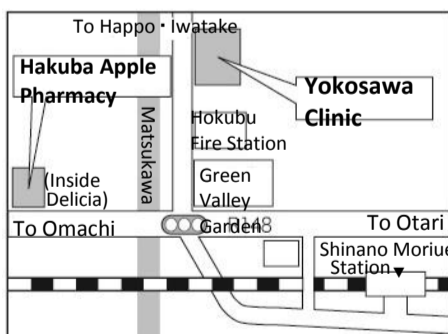 To Happo・Iwatake
Hakuba Apple
Pharmacy
Yokosawa
Clinic
Matsukawa
Hokubu
Fire Station
(Inside
Delicia)
Green
Valley
Garden
R148
To Omachi
To Otari
Shinano Moriue
Station